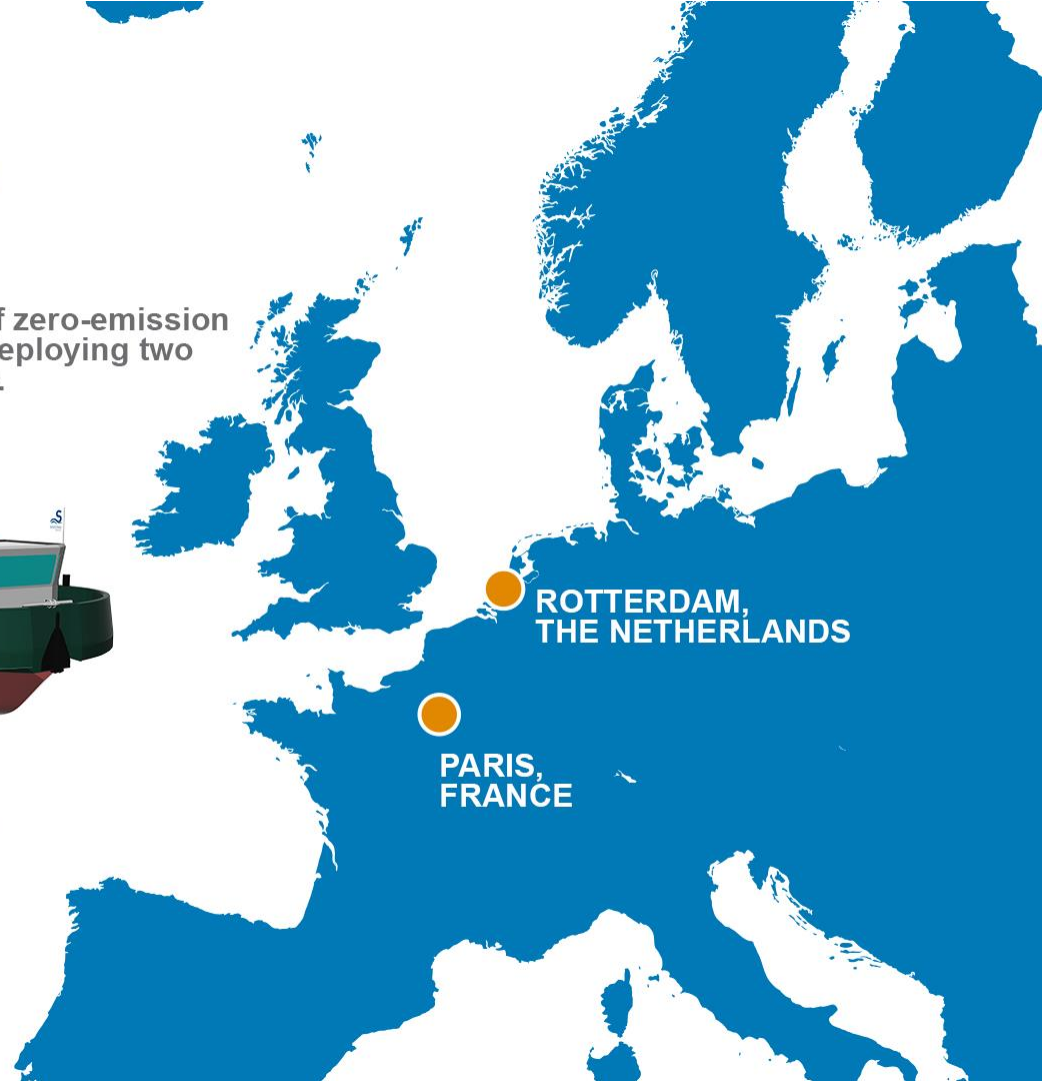 f zero-emission
eploying two
ROTTERDAM,
THE NETHERLANDS
PARIS,
FRANCE